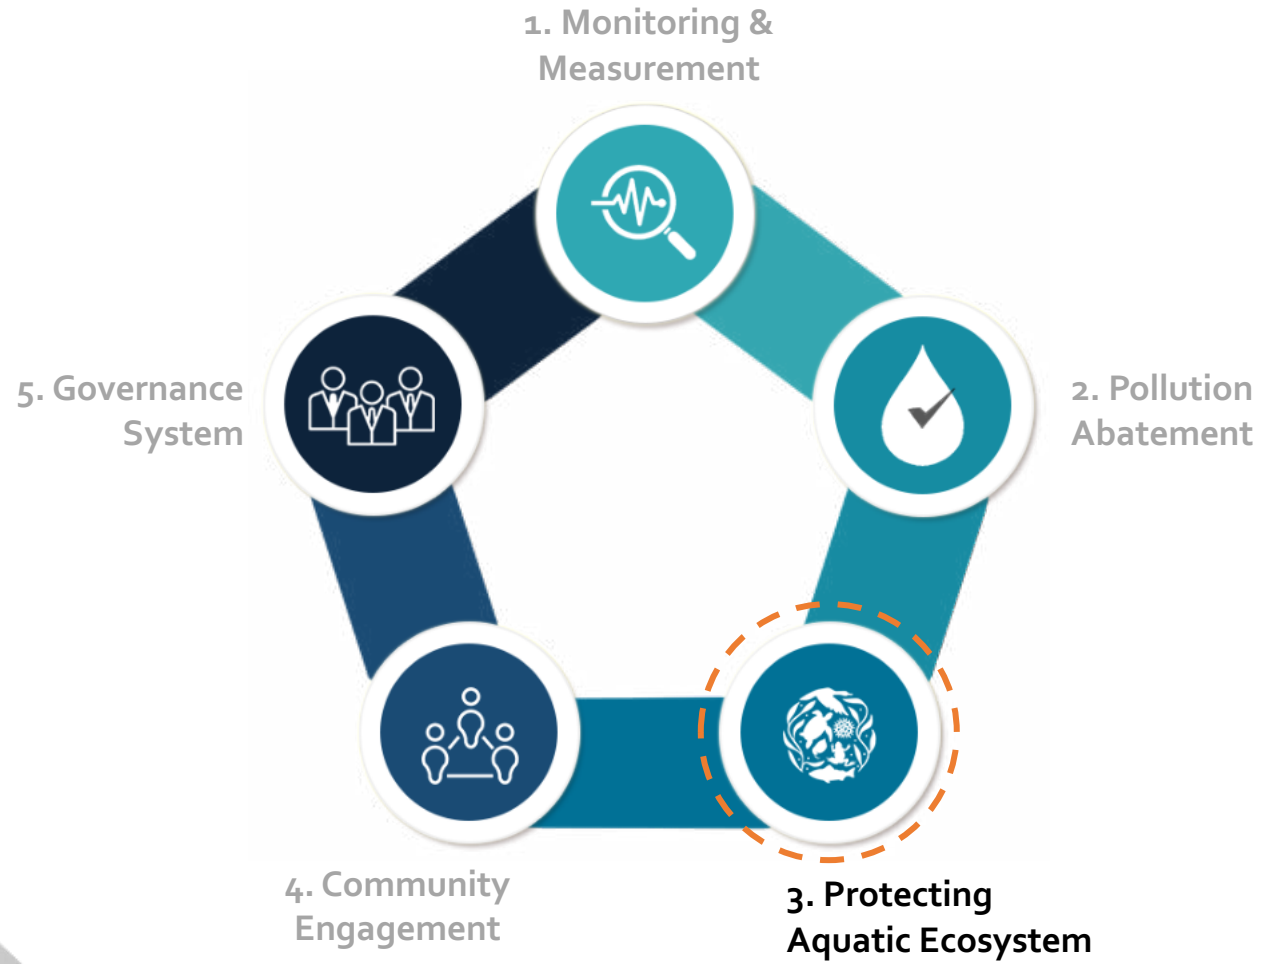 1. Monitoring &
Measurement
5. Governance
System
2. Pollution
Abatement
4. Community
Engagement
3. Protecting
Aquatic Ecosystem